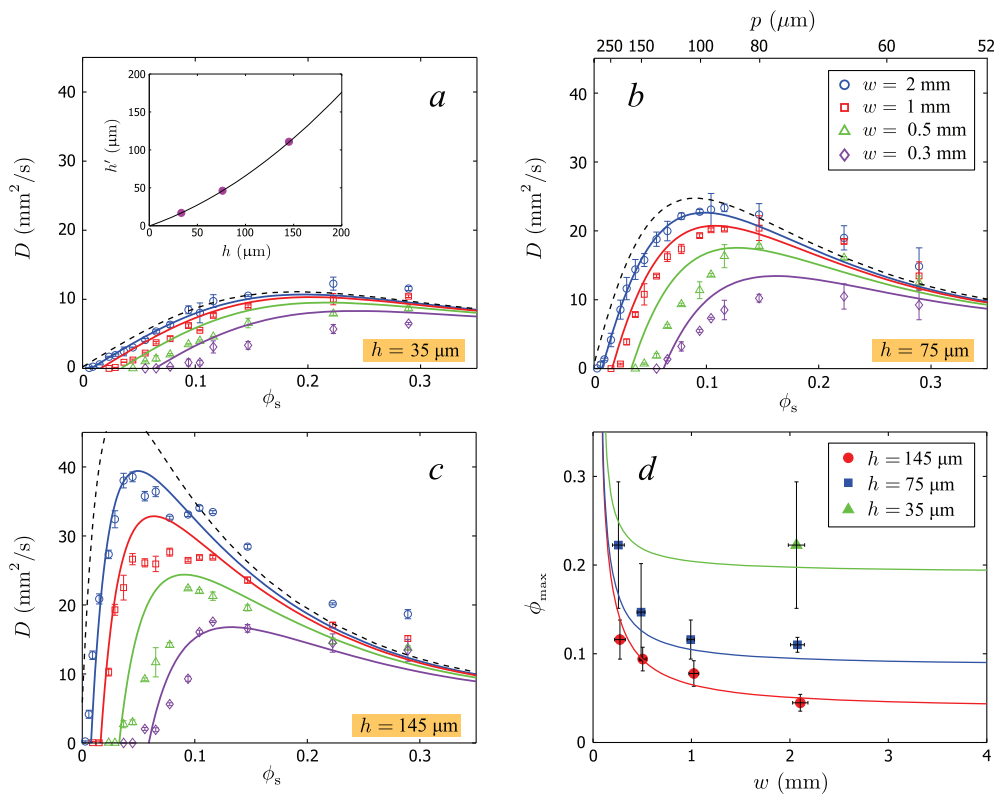 a
40
30
20
10
0
D (mm²/s)
0
0.1
0.2
0.3
ϕs
h = 35 μm
200
150
100
50
0
h′ (μm)
0
50
100
150
200
h (μm)
p (μm)
250
150
100
80
60
52
b
w = 2 mm
w = 1 mm
w = 0.5 mm
w = 0.3 mm
40
30
20
10
0
D (mm²/s)
0
0.1
0.2
0.3
ϕs
h = 75 μm
c
40
30
20
10
0
D (mm²/s)
0
0.1
0.2
0.3
ϕs
h = 145 μm
d
h = 145 μm
h = 75 μm
h = 35 μm
0.3
0.2
0.1
0
ϕmax
0
1
2
3
4
w (mm)